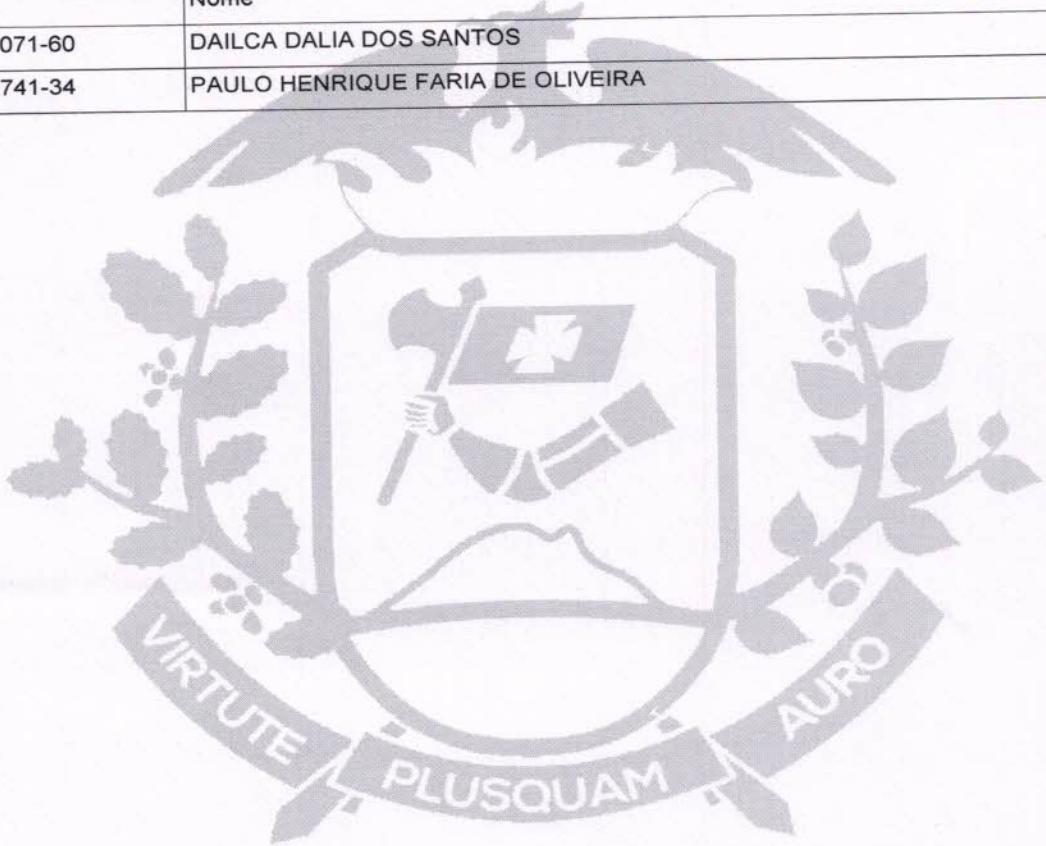 Nome
071-60 DAILCA DALIA DOS SANTOS
741-34 PAULO HENRIQUE FARIA DE OLIVEIRA
VIRTUTE PLUSQUAM AURO